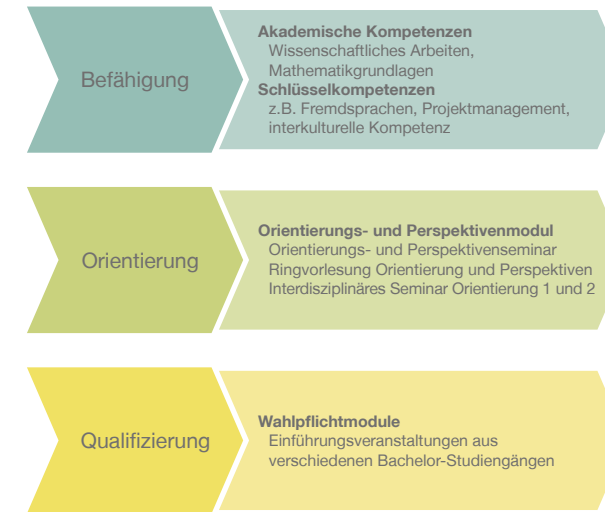 Befähigung
Akademische Kompetenzen
Wissenschaftliches Arbeiten,
Mathematikgrundlagen
Schlüsselkompetenzen
z.B. Fremdsprachen, Projektmanagement,
interkulturelle Kompetenz
Orientierung
Orientierungs- und Perspektivenmodul
Orientierungs- und Perspektivenseminar
Ringvorlesung Orientierung und Perspektiven
Interdisziplinäres Seminar Orientierung 1 und 2
Qualifizierung
Wahlpflichtmodule
Einführungsveranstaltungen aus
verschiedenen Bachelor-Studiengängen